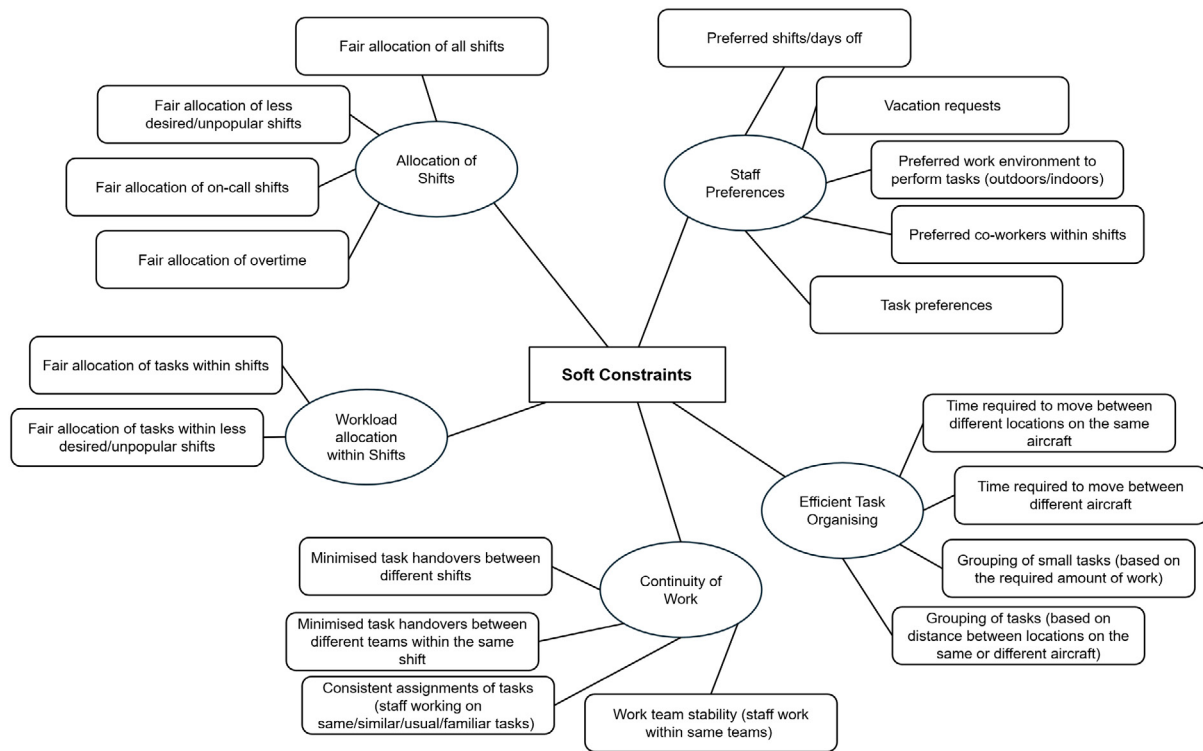 Fair allocation of all shifts
Fair allocation of less
desired/unpopular shifts
Fair allocation of on-call shifts
Fair allocation of overtime
Allocation of
Shifts
Preferred shifts/days off
Vacation requests
Preferred work environment to
perform tasks (outdoors/indoors)
Preferred co-workers within shifts
Task preferences
Staff
Preferences
Soft Constraints
Fair allocation of tasks within shifts
Fair allocation of tasks within less
desired/unpopular shifts
Workload
allocation
within Shifts
Time required to move between
different locations on the same
aircraft
Time required to move between
different aircraft
Grouping of small tasks (based on
the required amount of work)
Grouping of tasks (based on
distance between locations on the
same or different aircraft)
Efficient Task
Organising
Minimised task handovers between
different shifts
Minimised task handovers between
different teams within the same
shift
Consistent assignments of tasks
(staff working on
same/similar/usual/familiar tasks)
Work team stability (staff work
within same teams)
Continuity of
Work